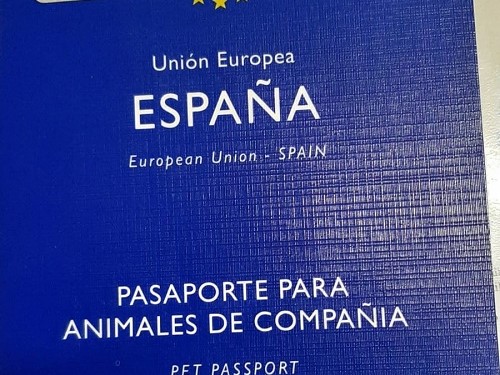 Unión Europea
ESPAÑA
European Union - SPAIN
PASAPORTE PARA
ANIMALES DE COMPAÑIA
PET PASSPORT